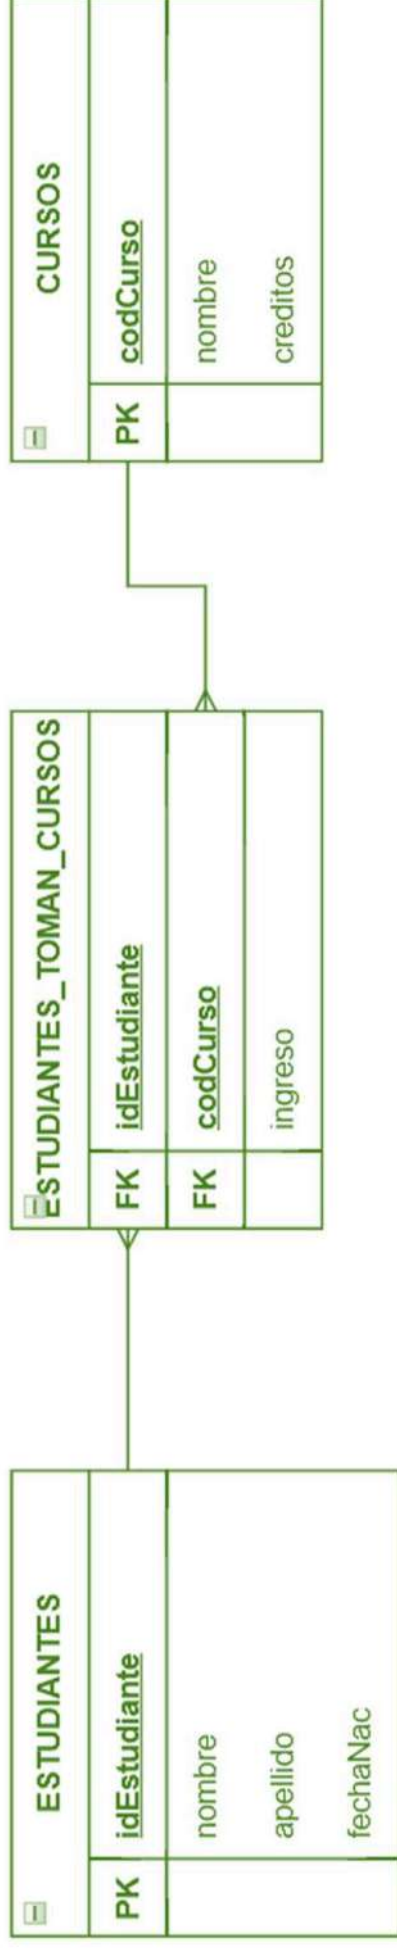 ESTUDIANTES
PK idEstudiante
nombre
apellido
fechaNac
ESTUDIANTES_TOMAN_CURSOS
FK idEstudiante
FK codCurso
ingreso
CURSOS
PK codCurso
nombre
creditos